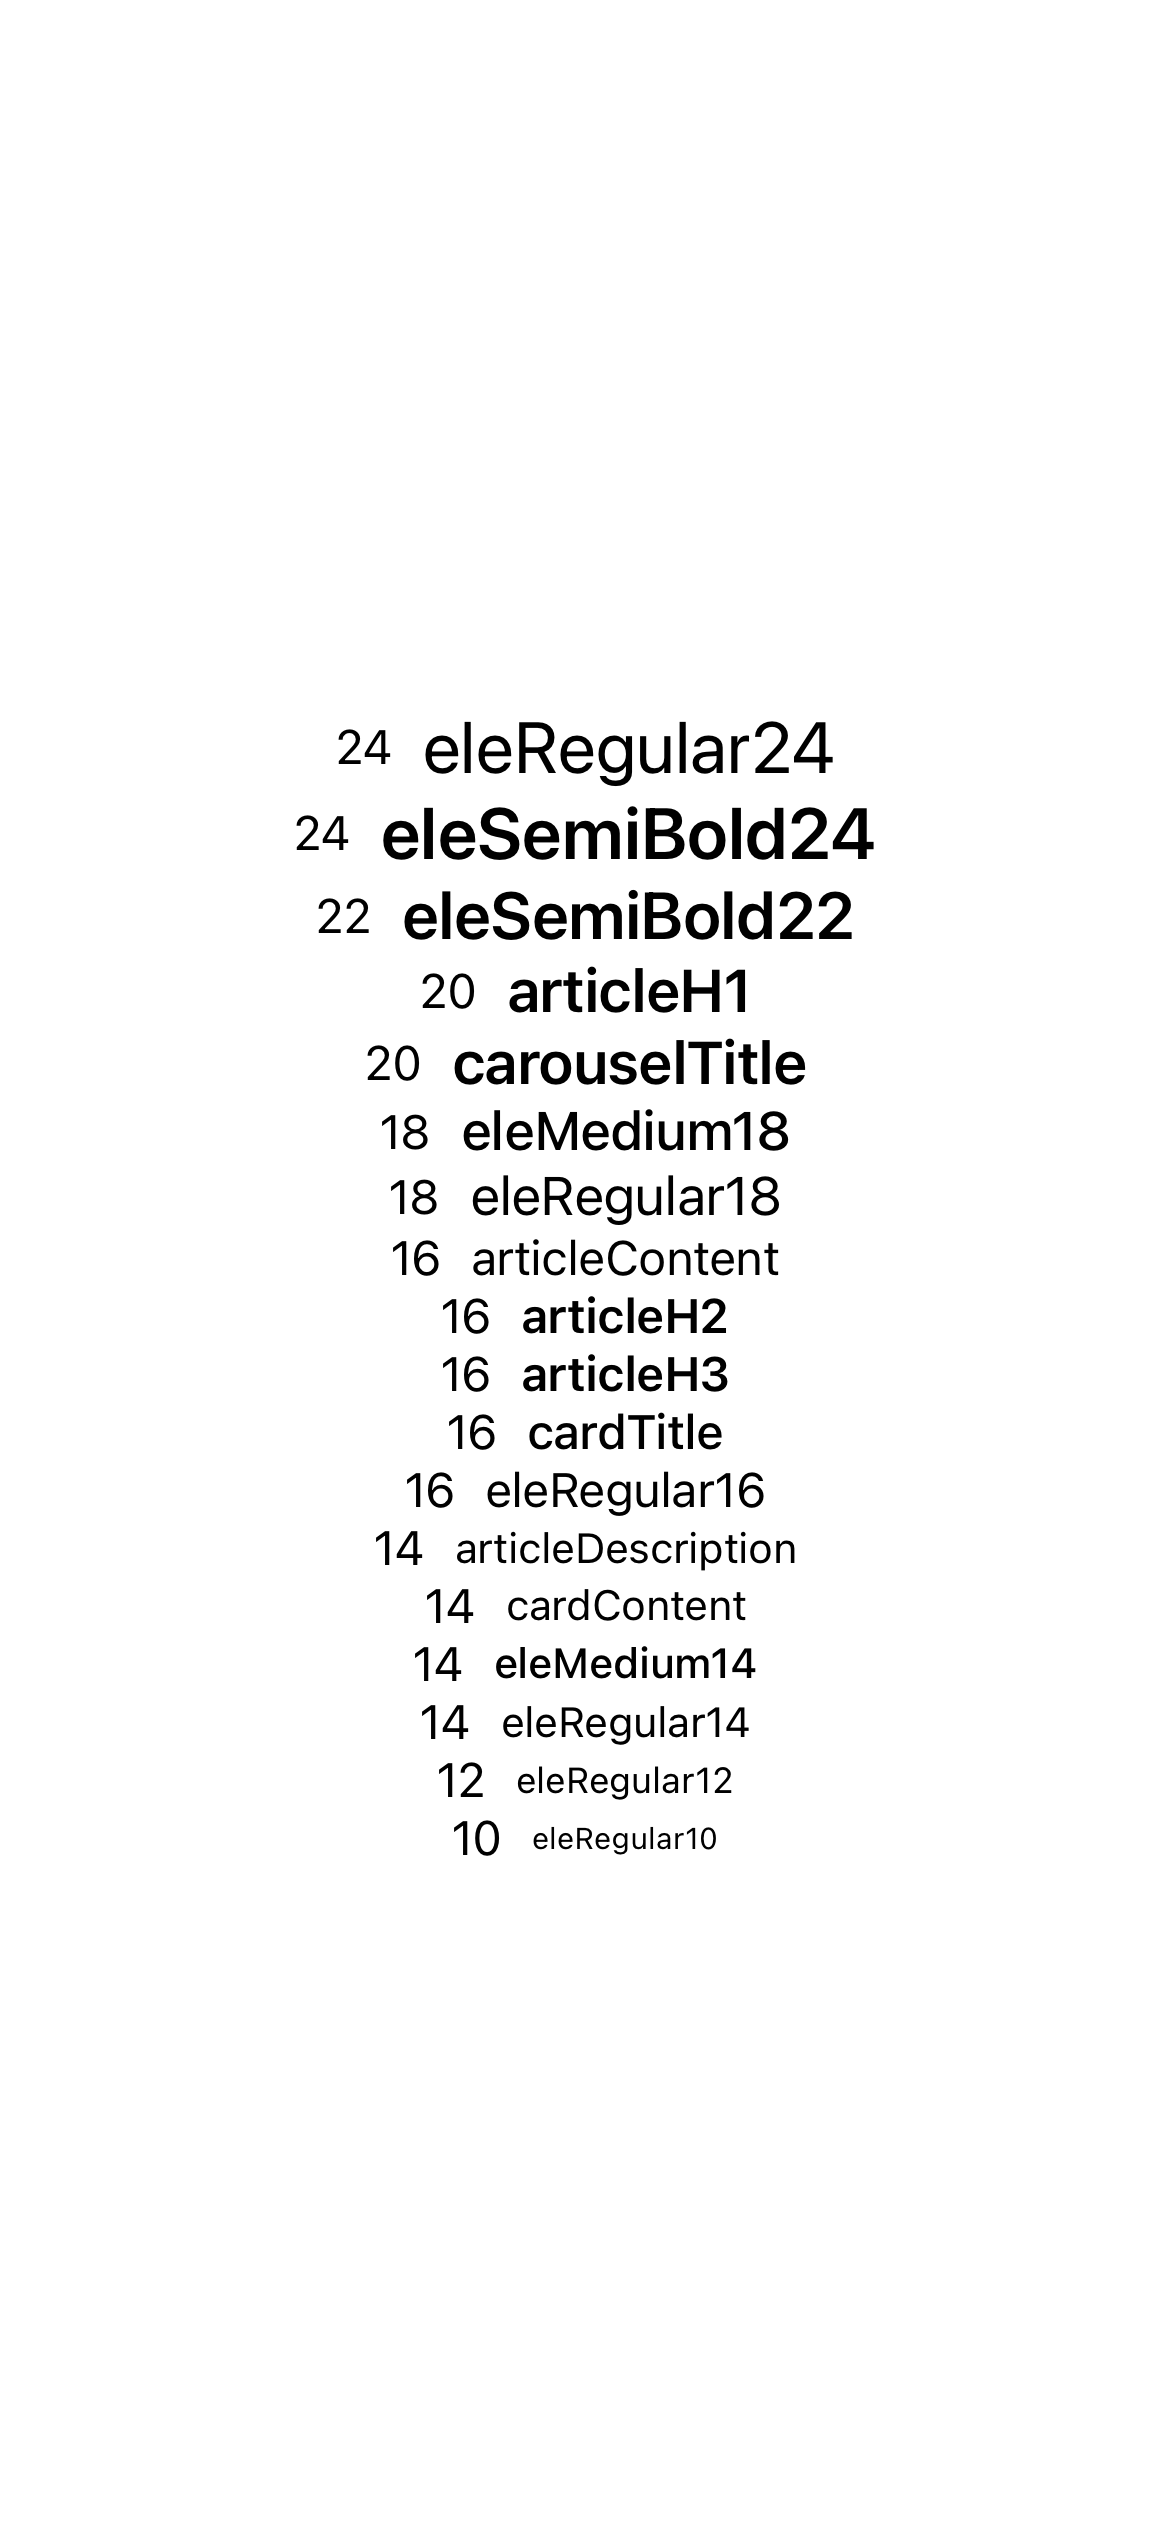 24 eleRegular24
24 eleSemiBold24
22 eleSemiBold22
20 articleH1
20 carouselTitle
18 eleMedium18
18 eleRegular18
16 articleContent
16 articleH2
16 articleH3
16 cardTitle
16 eleRegular16
14 articleDescription
14 cardContent
14 eleMedium14
14 eleRegular14
12 eleRegular12
10 eleRegular10